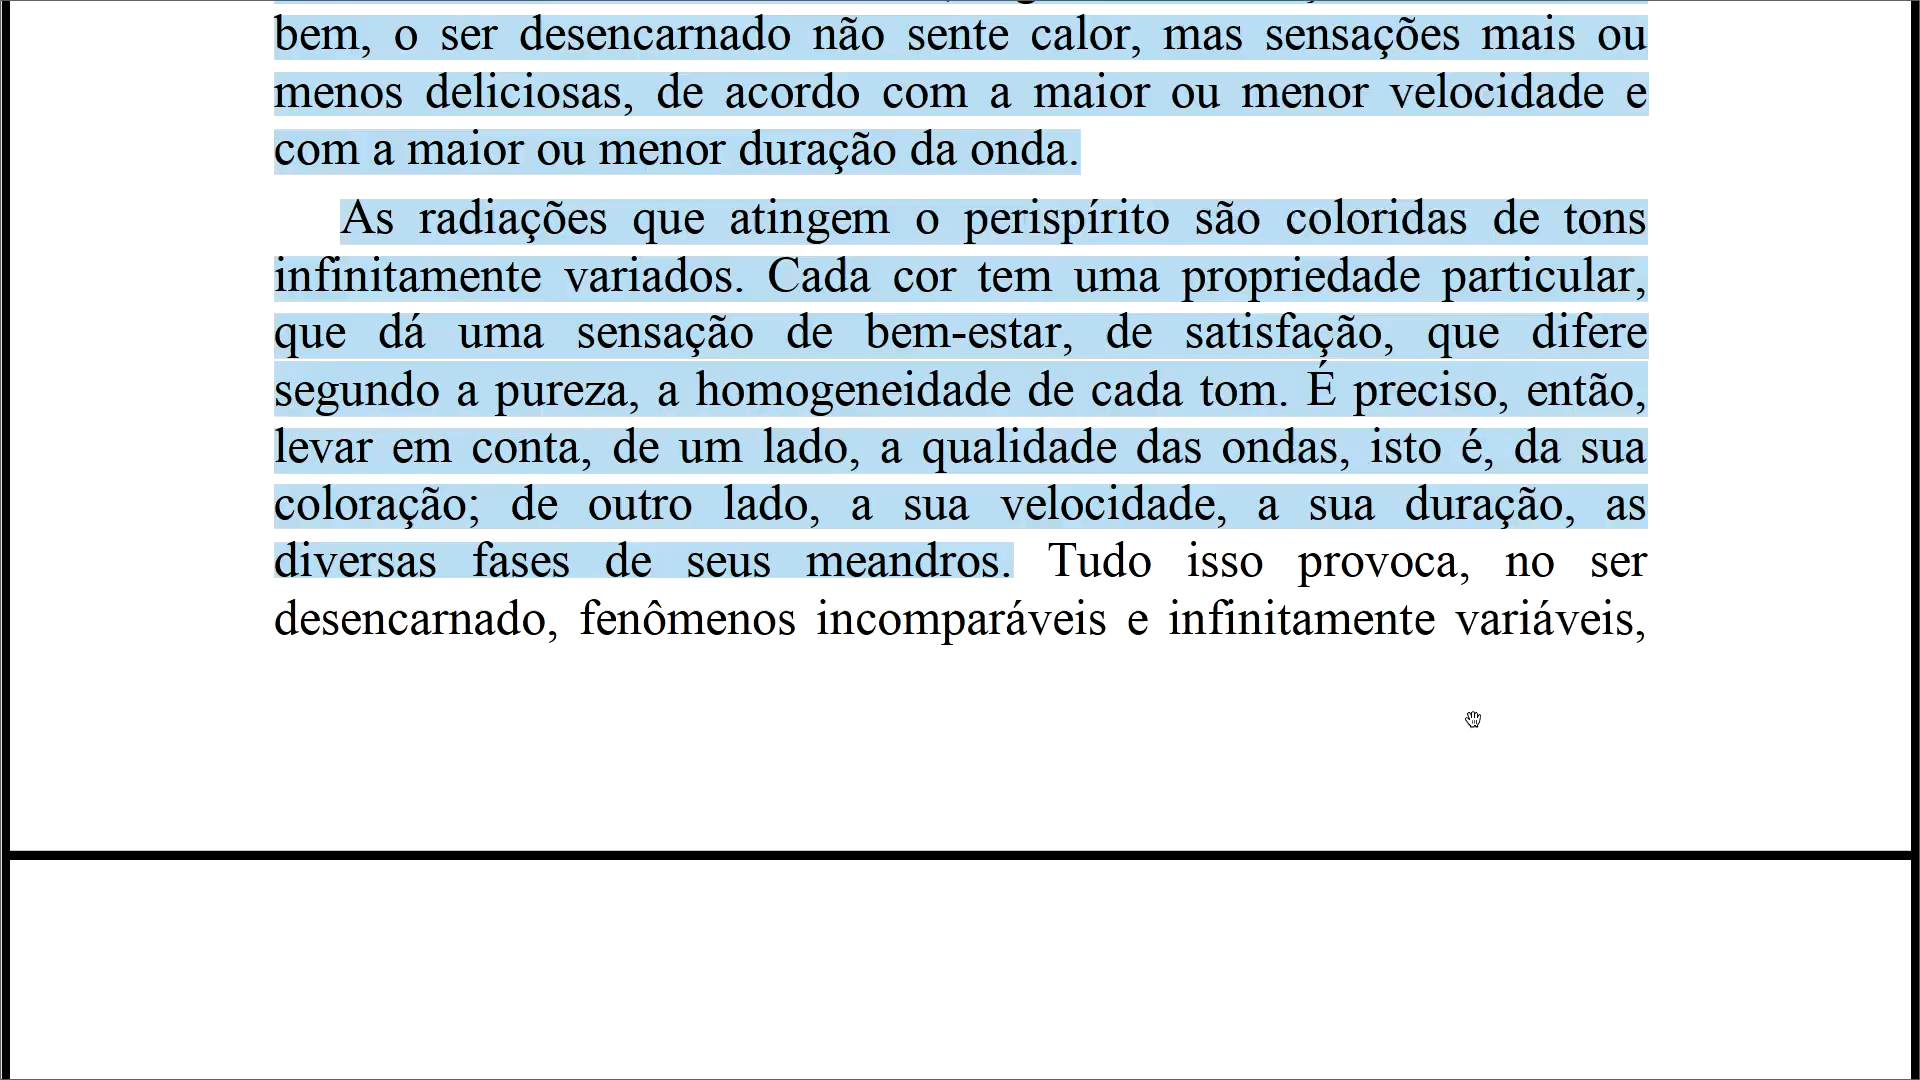 bem, o ser desencarnado não sente calor, mas sensações mais ou
menos deliciosas, de acordo com a maior ou menor velocidade e
com a maior ou menor duração da onda.
As radiações que atingem o perispírito são coloridas de tons
infinitamente variados. Cada cor tem uma propriedade particular,
que dá uma sensação de bem-estar, de satisfação, que difere
segundo a pureza, a homogeneidade de cada tom. É preciso, então,
levar em conta, de um lado, a qualidade das ondas, isto é, da sua
coloração; de outro lado, a sua velocidade, a sua duração, as
diversas fases de seus meandros. Tudo isso provoca, no ser
desencarnado, fenômenos incomparáveis e infinitamente variáveis,